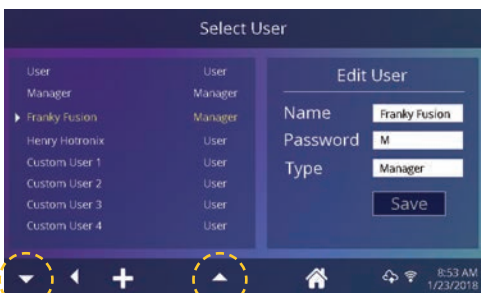 Select User
User User
Manager Manager
Franky Fusion Manager
Henry Hotronix User
Custom User 1 User
Custom User 2 User
Custom User 3 User
Custom User 4 User
Edit User
Name Franky Fusion
Password M
Type Manager
Save
8:53 AM
1/23/2018